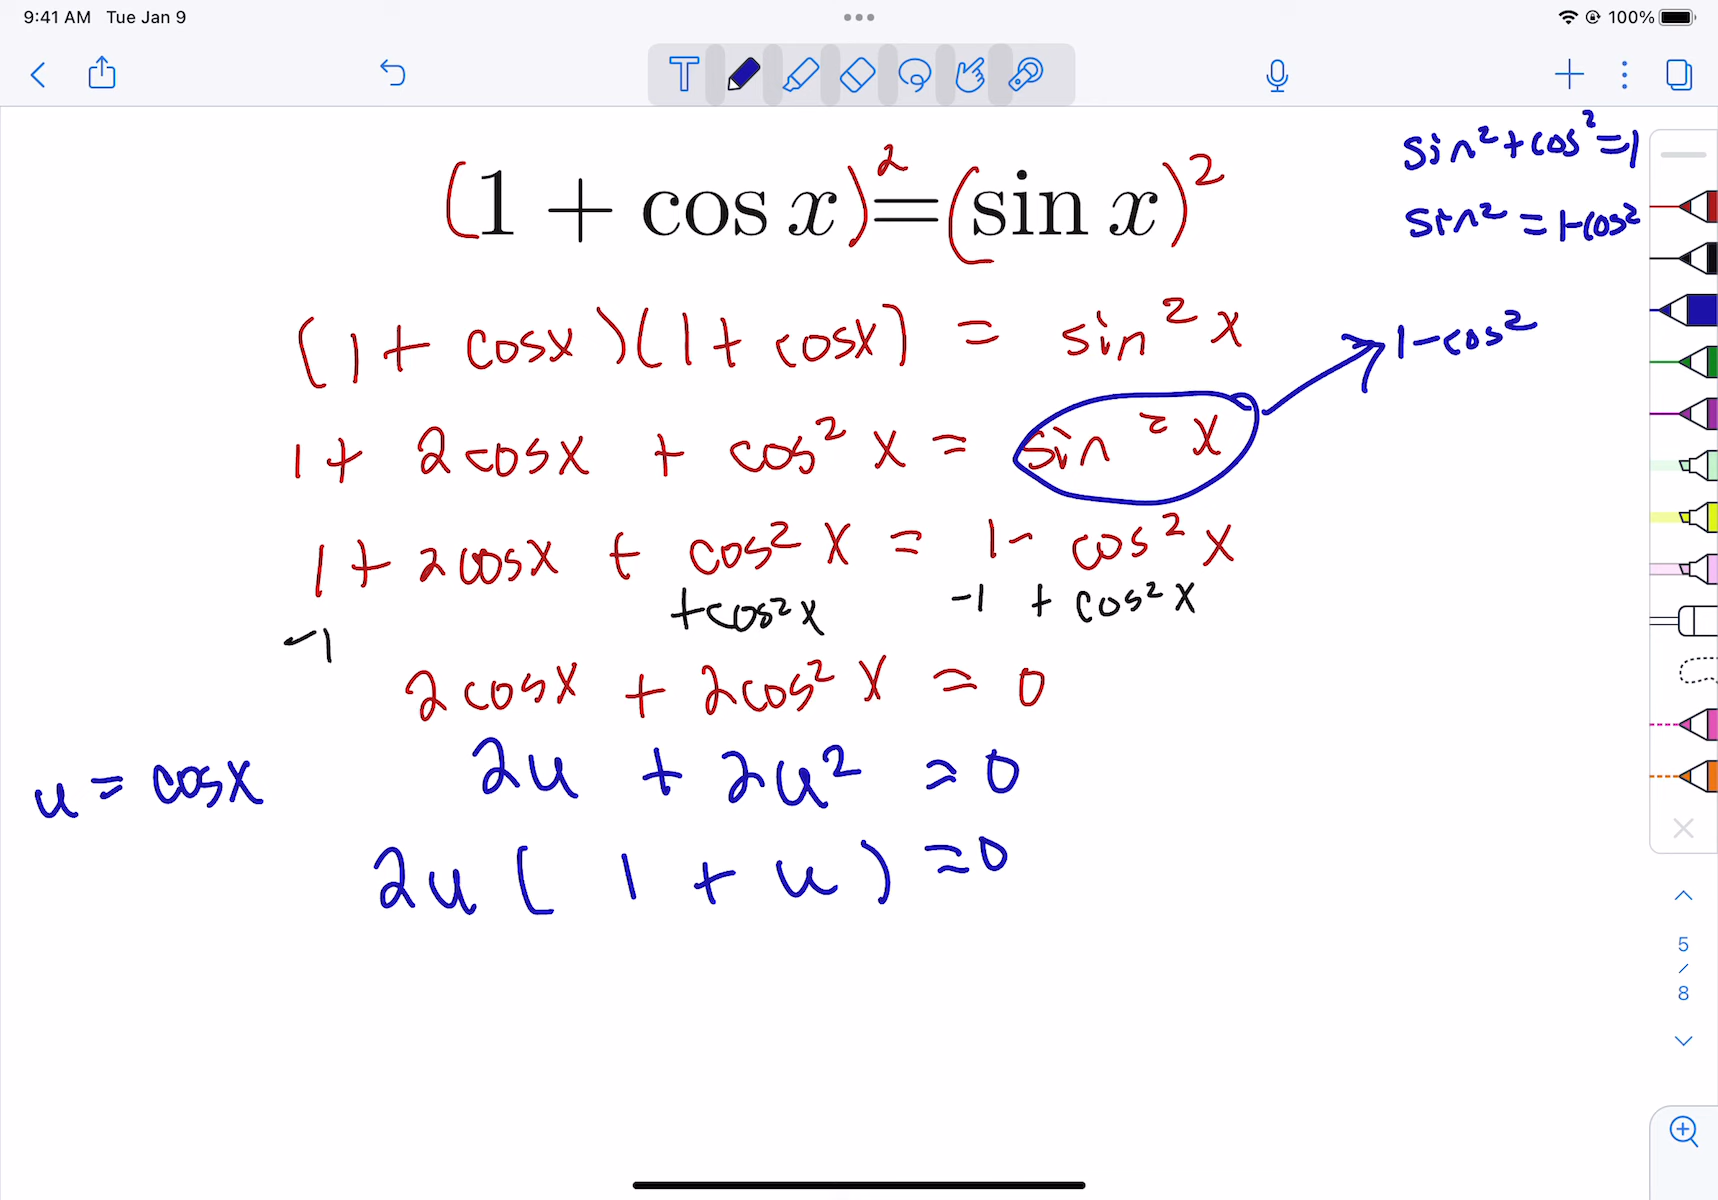 9:41 AM Tue Jan 9
100%
T
sin²+cos²=1
(1 + cos x)²=(sin x)²
sin² = 1-cos²
(1+ cosx)(1+ cosx) = sin² x
1-cos²
1+ 2cosx + cos² x = sin² x
1+ 2cosx + cos² x = 1- cos² x
-1 +cos²x -1 + cos² x
2cosx + 2cos² x = 0
u = cosx
2u + 2u² = 0
2u ( 1 + u ) =0
5
/
8